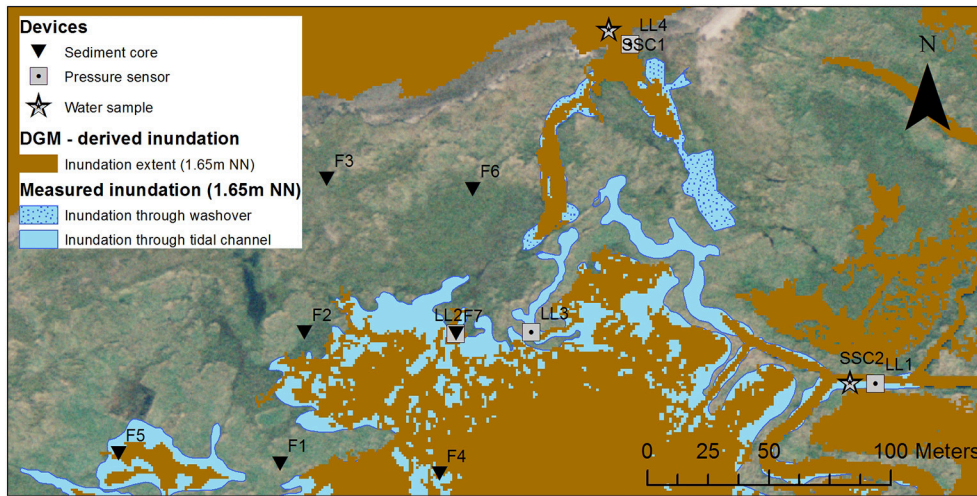 Devices
Sediment core
Pressure sensor
Water sample
DGM - derived inundation
Inundation extent (1.65m NN)
Measured inundation (1.65m NN)
Inundation through washover
Inundation through tidal channel
LL4
SSC1
N
F3
F6
F2
LL2
F7
LL3
SSC2
LL1
F5
F1
F4
0 25 50 100 Meters